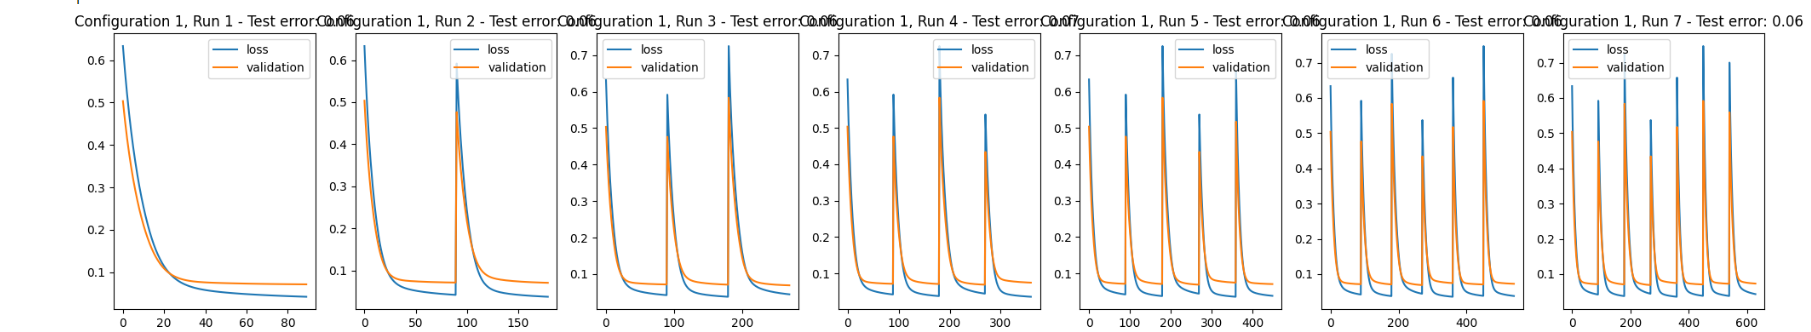 Configuration 1, Run 1 - Test error: 0.06
Configuration 1, Run 2 - Test error: 0.06
Configuration 1, Run 3 - Test error: 0.06
Configuration 1, Run 4 - Test error: 0.07
Configuration 1, Run 5 - Test error: 0.06
Configuration 1, Run 6 - Test error: 0.06
Configuration 1, Run 7 - Test error: 0.06
loss
validation
0.6
0.5
0.4
0.3
0.2
0.1
0 20 40 60 80
loss
validation
0.6
0.5
0.4
0.3
0.2
0.1
0 50 100 150
loss
validation
0.7
0.6
0.5
0.4
0.3
0.2
0.1
0 100 200
loss
validation
0.7
0.6
0.5
0.4
0.3
0.2
0.1
0 100 200 300
loss
validation
0.7
0.6
0.5
0.4
0.3
0.2
0.1
0 100 200 300 400
loss
validation
0.7
0.6
0.5
0.4
0.3
0.2
0.1
0 200 400
loss
validation
0.7
0.6
0.5
0.4
0.3
0.2
0.1
0 200 400 600